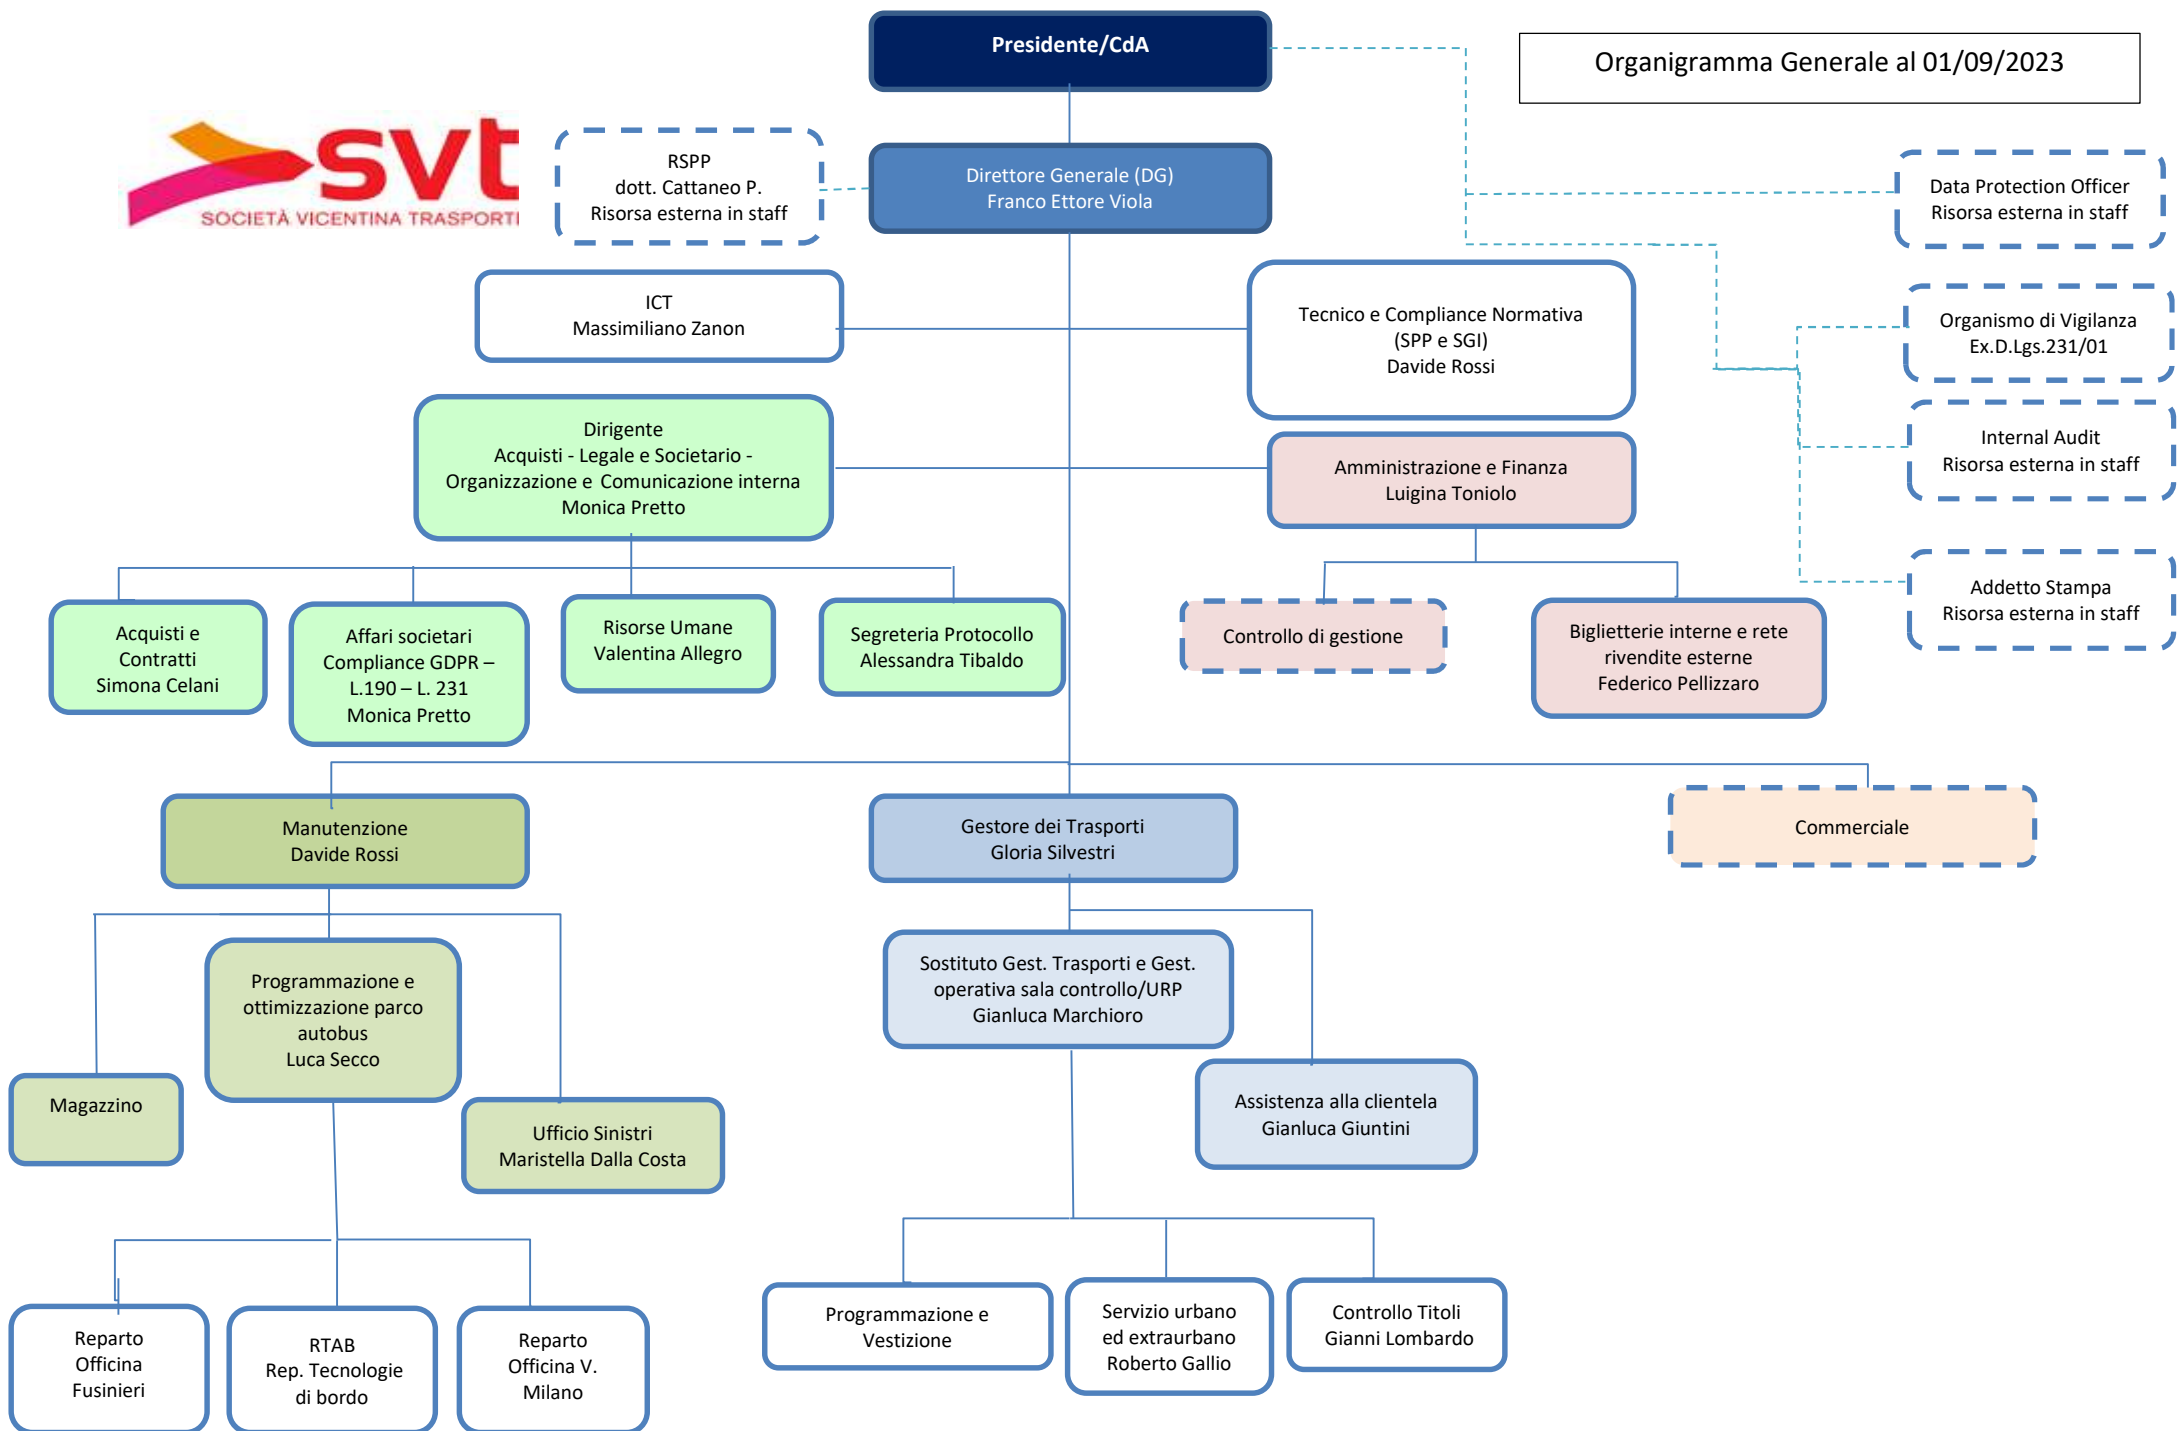 Presidente/CdA
Organigramma Generale al 01/09/2023
svt
SOCIETÀ VICENTINA TRASPORTI
RSPP
dott. Cattaneo P.
Risorsa esterna in staff
Direttore Generale (DG)
Franco Ettore Viola
Data Protection Officer
Risorsa esterna in staff
ICT
Massimiliano Zanon
Tecnico e Compliance Normativa
(SPP e SGI)
Davide Rossi
Organismo di Vigilanza
Ex.D.Lgs.231/01
Dirigente
Acquisti - Legale e Societario -
Organizzazione e Comunicazione interna
Monica Pretto
Amministrazione e Finanza
Luigina Toniolo
Internal Audit
Risorsa esterna in staff
Addetto Stampa
Risorsa esterna in staff
Acquisti e
Contratti
Simona Celani
Affari societari
Compliance GDPR –
L.190 – L. 231
Monica Pretto
Risorse Umane
Valentina Allegro
Segreteria Protocollo
Alessandra Tibaldo
Controllo di gestione
Biglietterie interne e rete
rivendite esterne
Federico Pellizzaro
Manutenzione
Davide Rossi
Gestore dei Trasporti
Gloria Silvestri
Commerciale
Programmazione e
ottimizzazione parco
autobus
Luca Secco
Sostituto Gest. Trasporti e Gest.
operativa sala controllo/URP
Gianluca Marchioro
Magazzino
Ufficio Sinistri
Maristella Dalla Costa
Assistenza alla clientela
Gianluca Giuntini
Reparto
Officina
Fusinieri
RTAB
Rep. Tecnologie
di bordo
Reparto
Officina V.
Milano
Programmazione e
Vestizione
Servizio urbano
ed extraurbano
Roberto Gallio
Controllo Titoli
Gianni Lombardo